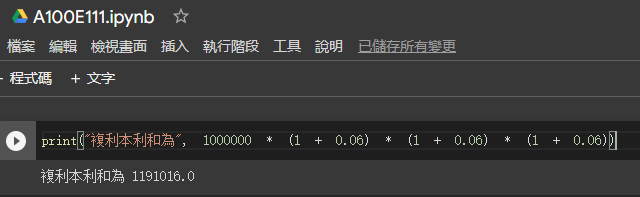 A100E111.ipynb
檔案 編輯 檢視畫面 插入 執行階段 工具 說明 已儲存所有變更
+ 程式碼 + 文字
print("複利本利和為", 1000000 * (1 + 0.06) * (1 + 0.06) * (1 + 0.06))
複利本利和為 1191016.0